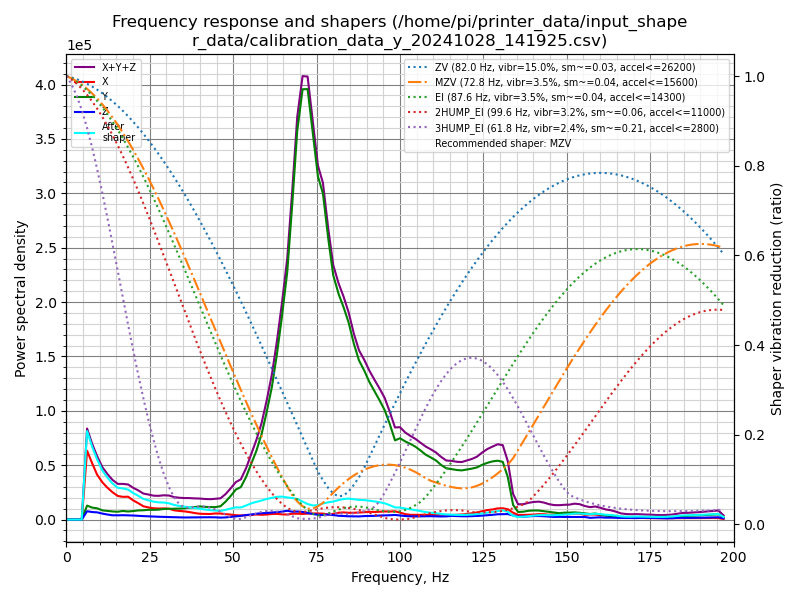 Frequency response and shapers (/home/pi/printer_data/input_shape
r_data/calibration_data_y_20241028_141925.csv)
1e5
X+Y+Z
X
Y
Z
After
shaper
ZV (82.0 Hz, vibr=15.0%, sm~=0.03, accel<=26200)
MZV (72.8 Hz, vibr=3.5%, sm~=0.04, accel<=15600)
EI (87.6 Hz, vibr=3.5%, sm~=0.04, accel<=14300)
2HUMP_EI (99.6 Hz, vibr=3.2%, sm~=0.06, accel<=11000)
3HUMP_EI (61.8 Hz, vibr=2.4%, sm~=0.21, accel<=2800)
Recommended shaper: MZV
Power spectral density
4.0
3.5
3.0
2.5
2.0
1.5
1.0
0.5
0.0
1.0
0.8
0.6
0.4
0.2
0.0
Shaper vibration reduction (ratio)
0 25 50 75 100 125 150 175 200
Frequency, Hz